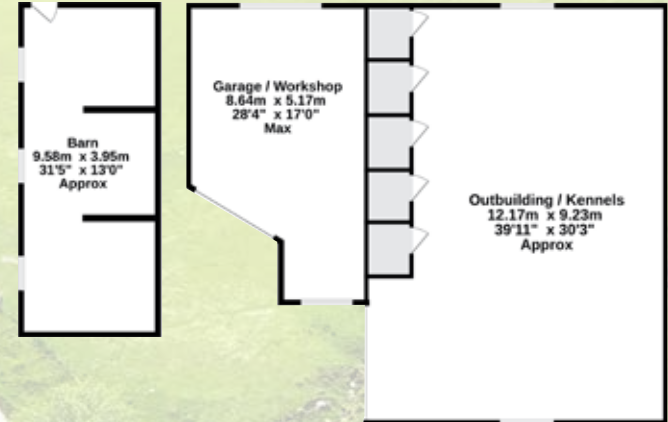 Garage / Workshop
8.64m x 5.17m
28'4" x 17'0"
Max
Barn
9.58m x 3.95m
31'5" x 13'0"
Approx
Outbuilding / Kennels
12.17m x 9.23m
39'11" x 30'3"
Approx